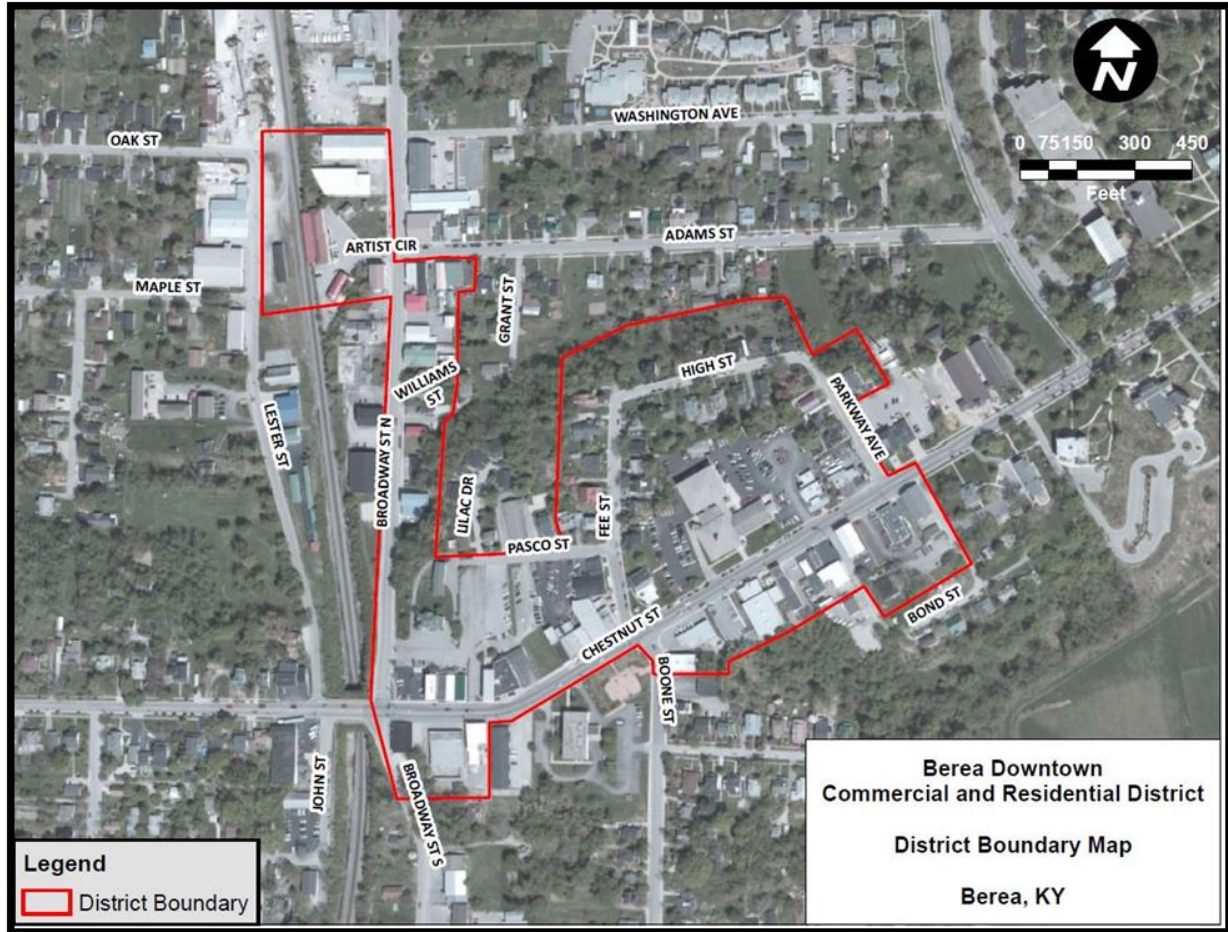 N
0 75150 300 450
Feet
WASHINGTON AVE
OAK ST
ADAMS ST
ARTIST CIR
MAPLE ST
GRANT ST
HIGH ST
WILLIAMS
ST
PARKWAY AVE
LESTER ST
BROADWAY ST N
LILAC DR
FEE ST
PASCO ST
BOND ST
CHESTNUT ST
BOONE ST
JOHN ST
BROADWAY ST S
Berea Downtown
Commercial and Residential District
District Boundary Map
Berea, KY
Legend
District Boundary